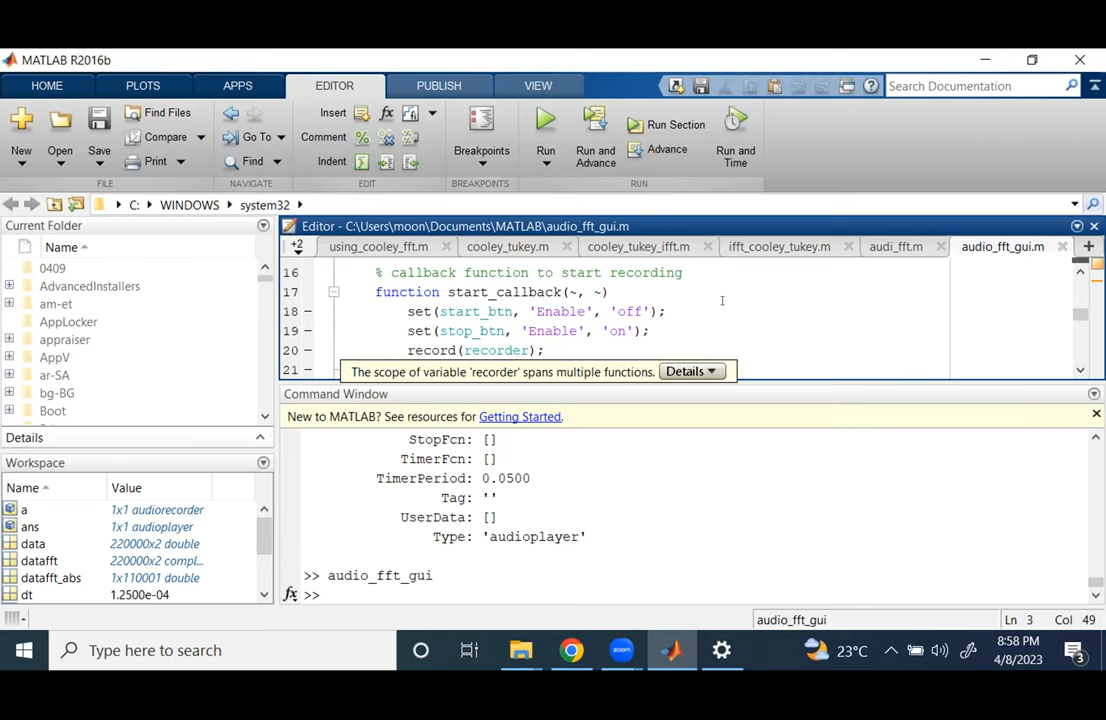 MATLAB R2016b
HOME PLOTS APPS EDITOR PUBLISH VIEW Search Documentation
New Open Save Find Files Compare Print
Go To Find
Insert fx Comment % Indent
Breakpoints
Run Run and Advance Run Section Advance Run and Time
FILE NAVIGATE EDIT BREAKPOINTS RUN
C: WINDOWS system32
Current Folder
Name
0409
AdvancedInstallers
am-et
AppLocker
appraiser
AppV
ar-SA
bg-BG
Boot
Details
Workspace
Name Value
a 1x1 audiorecorder
ans 1x1 audioplayer
data 220000x2 double
datafft 220000x2 compl...
datafft_abs 1x110001 double
dt 1.2500e-04
Editor - C:\Users\moon\Documents\MATLAB\audio_fft_gui.m
+2 using_cooley_fft.m cooley_tukey.m cooley_tukey_ifft.m ifft_cooley_tukey.m audi_fft.m audio_fft_gui.m
16 % callback function to start recording
17 function start_callback(~, ~)
18 set(start_btn, 'Enable', 'off');
19 set(stop_btn, 'Enable', 'on');
20 record(recorder);
21
The scope of variable 'recorder' spans multiple functions. Details
Command Window
New to MATLAB? See resources for Getting Started.
StopFcn: []
TimerFcn: []
TimerPeriod: 0.0500
Tag: ''
UserData: []
Type: 'audioplayer'
>> audio_fft_gui
fx >>
audio_fft_gui Ln 3 Col 49
Type here to search
zoom
23°C
8:58 PM
4/8/2023
3